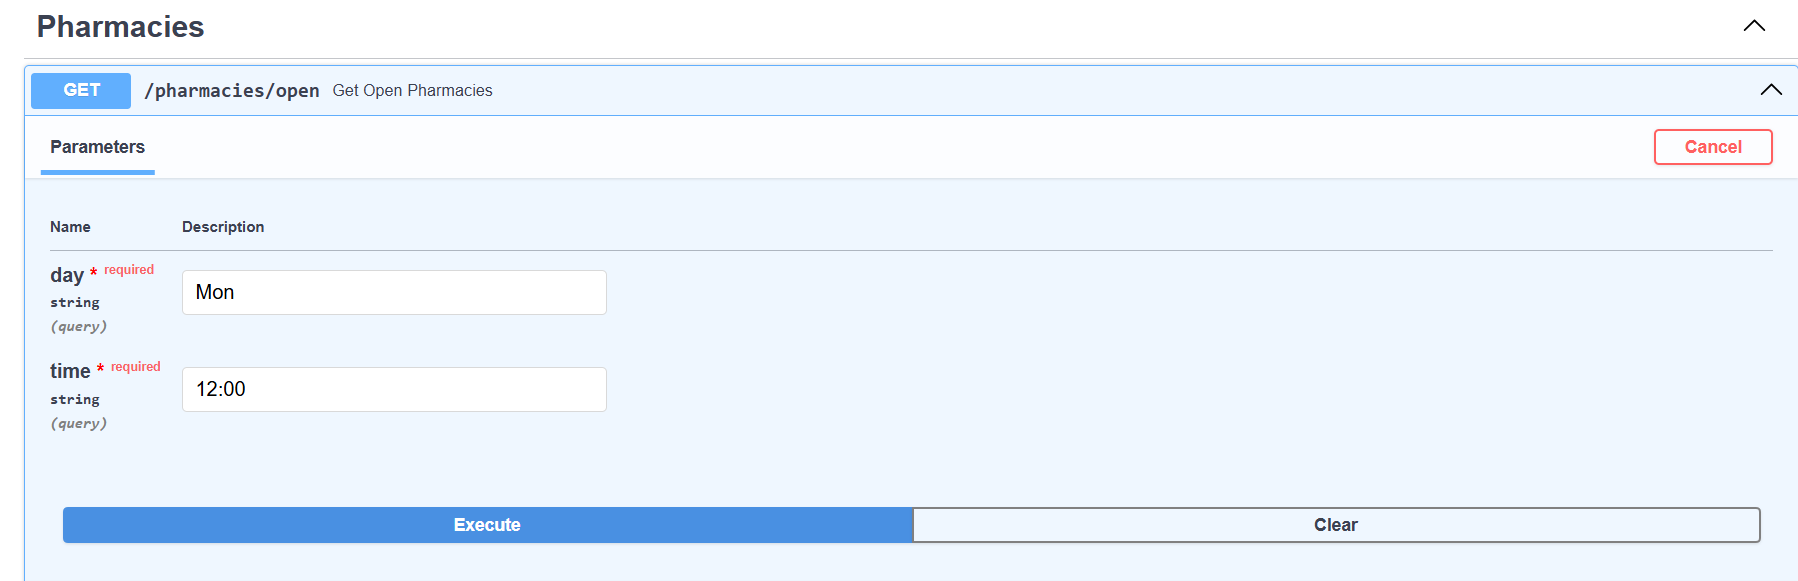 Pharmacies
GET /pharmacies/open Get Open Pharmacies
Parameters
Cancel
Name Description
day * required
string
(query)
Mon
time * required
string
(query)
12:00
Execute
Clear